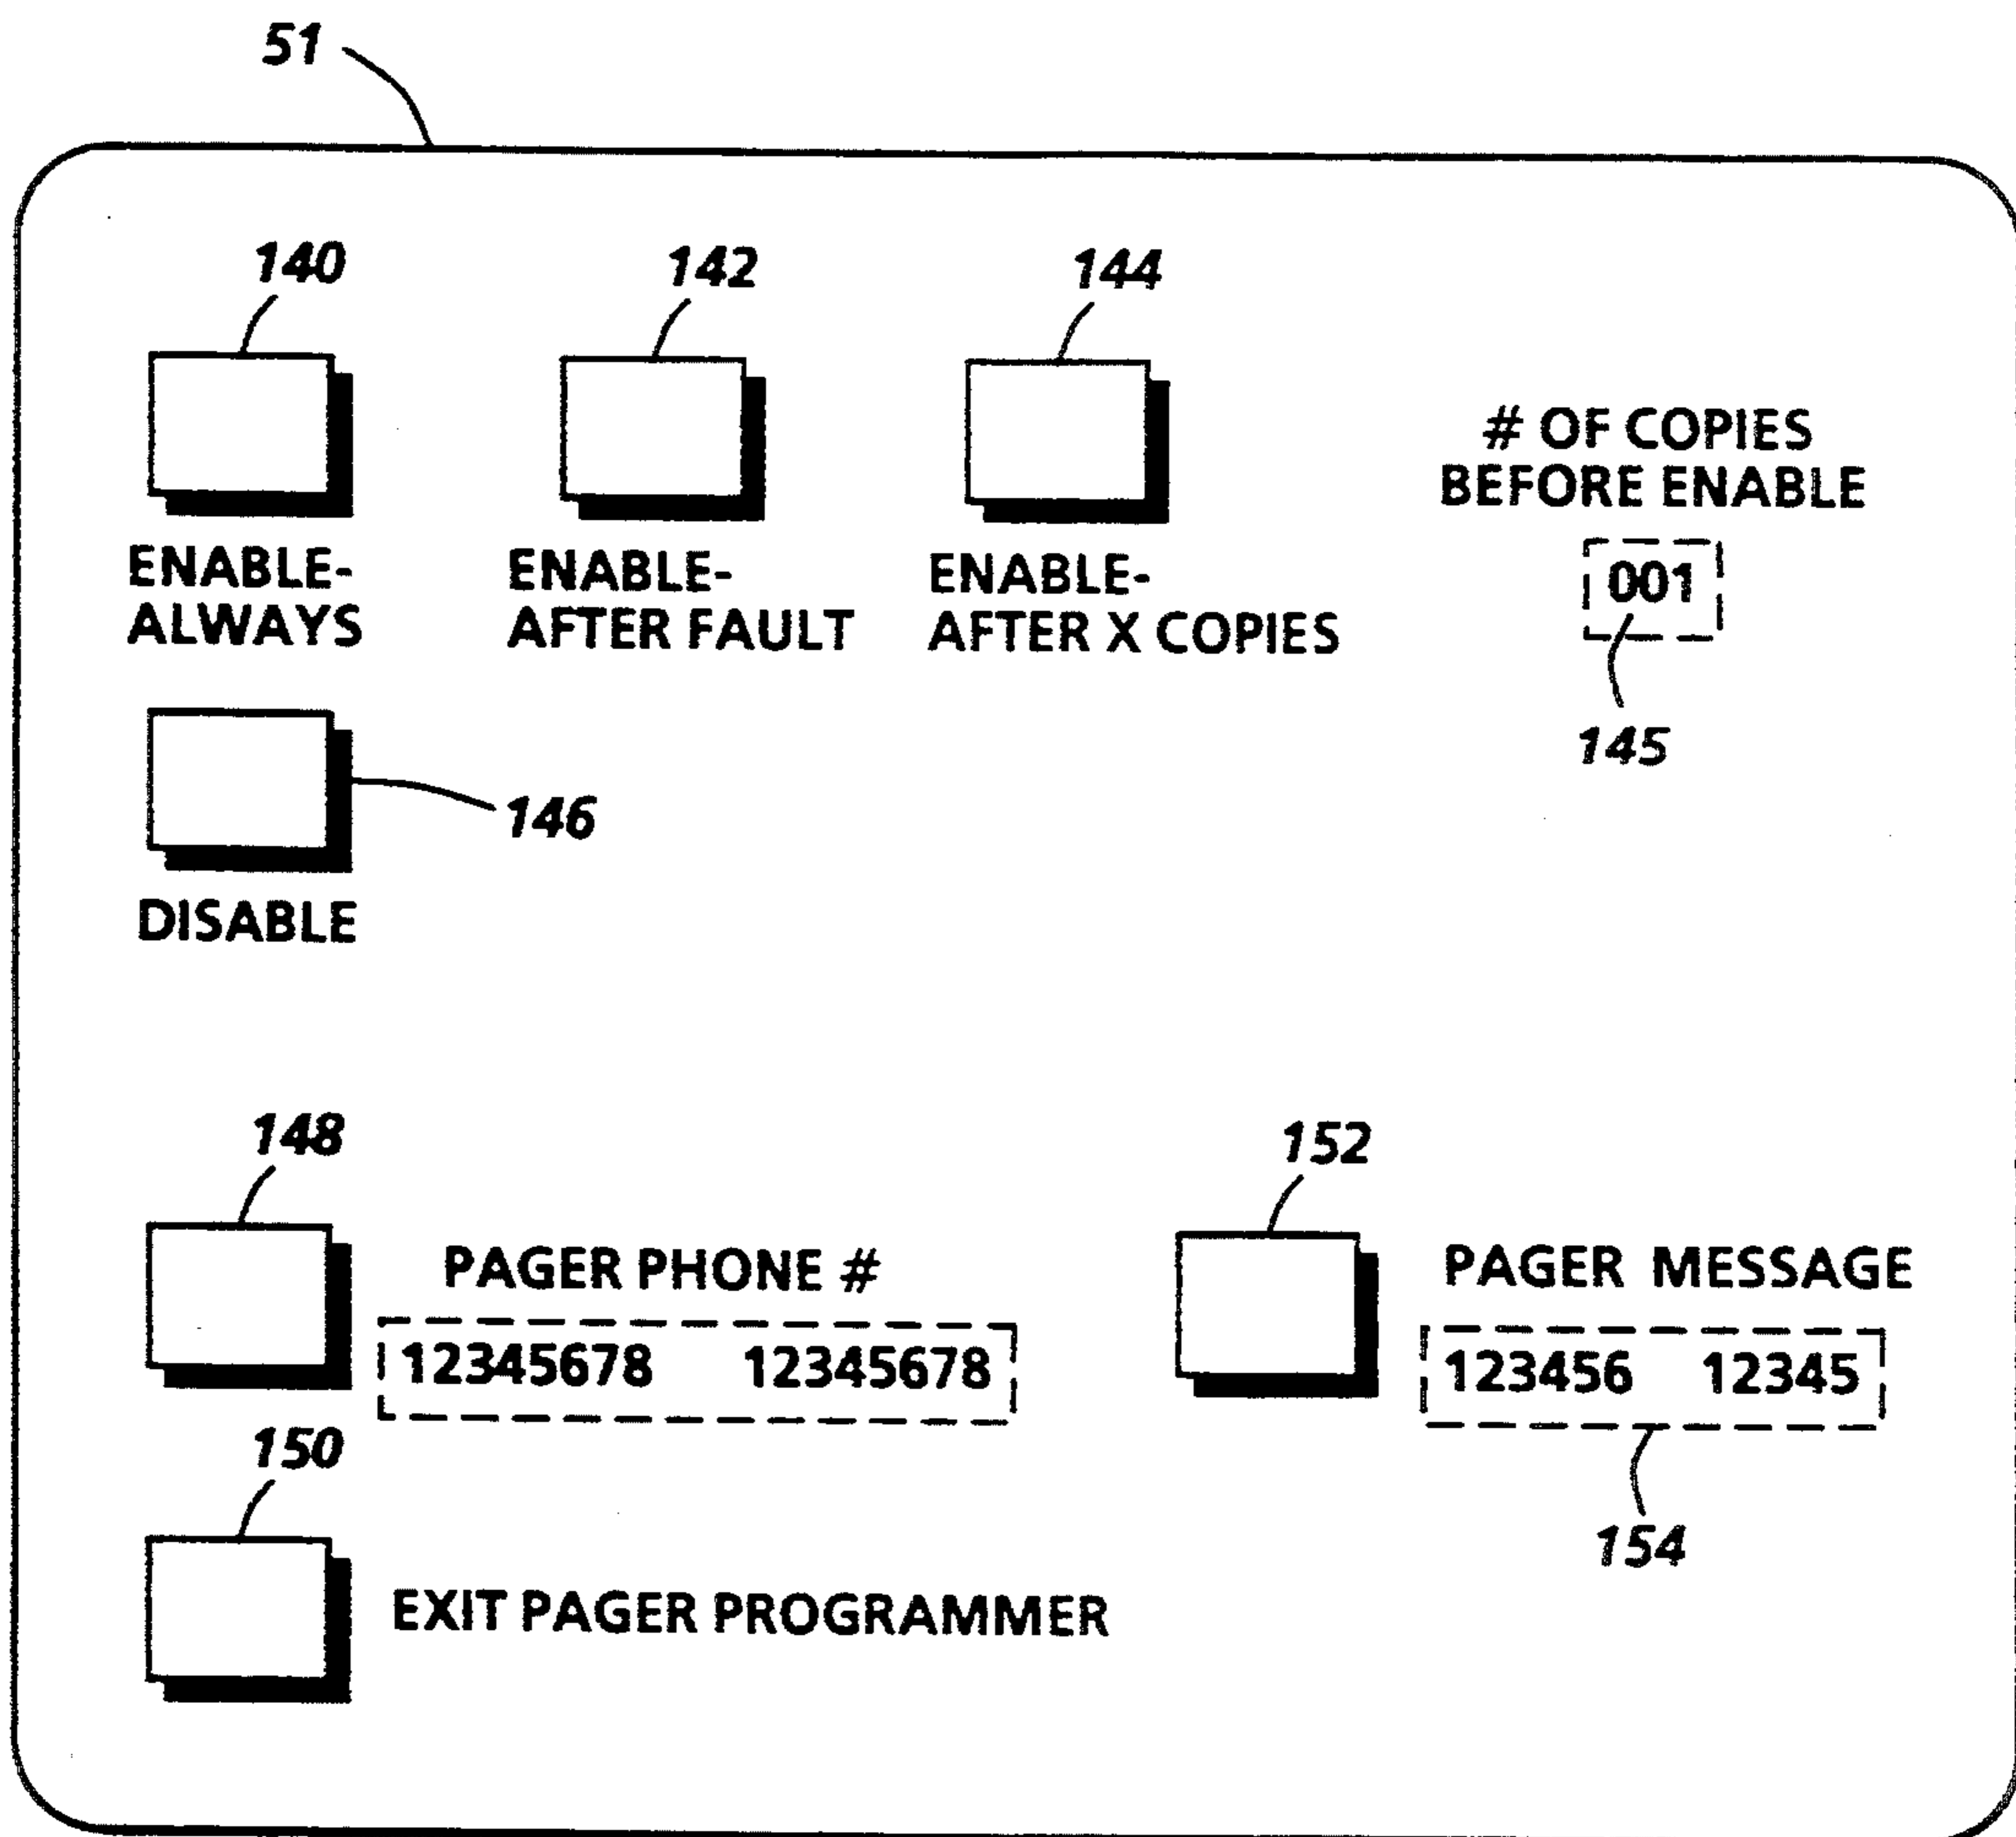 51
140
142
144
# OF COPIES
BEFORE ENABLE
001
145
ENABLE-
ALWAYS
ENABLE-
AFTER FAULT
ENABLE-
AFTER X COPIES
146
DISABLE
148
PAGER PHONE #
12345678 12345678
152
PAGER MESSAGE
123456 12345
154
150
EXIT PAGER PROGRAMMER